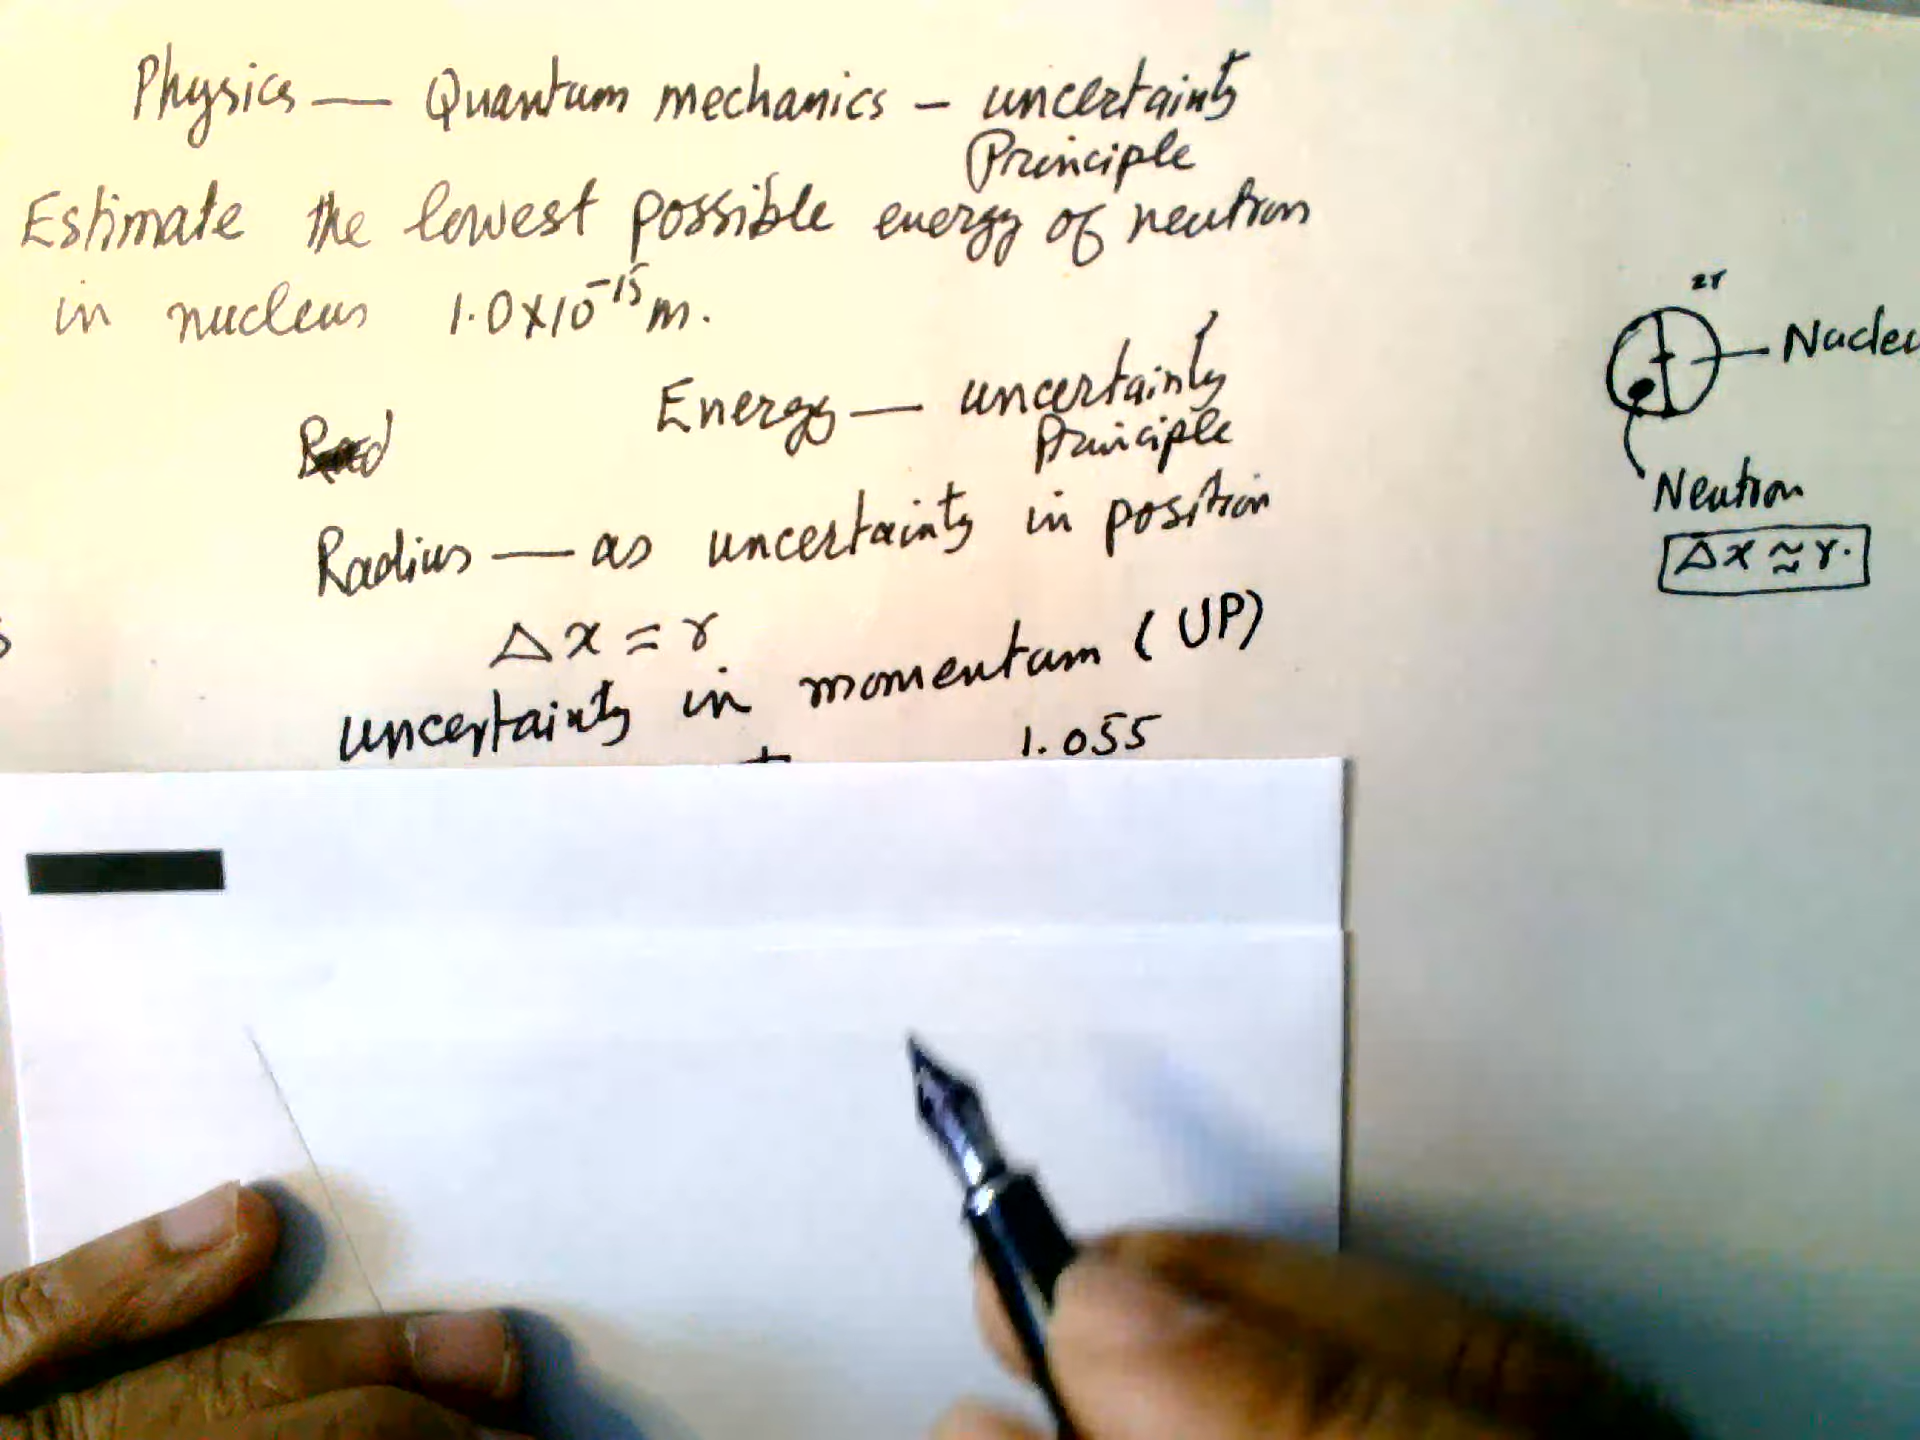 Physics — Quantum mechanics – uncertainty
Principle
Estimate the lowest possible energy of neutron
in nucleus 1.0×10⁻¹⁵ m.
Energy — uncertainty
Principle
Radius — as uncertainty in position
Δx = r
uncertainty in momentum (UP)
1.055
2r
Neutron
Δx ≈ r.